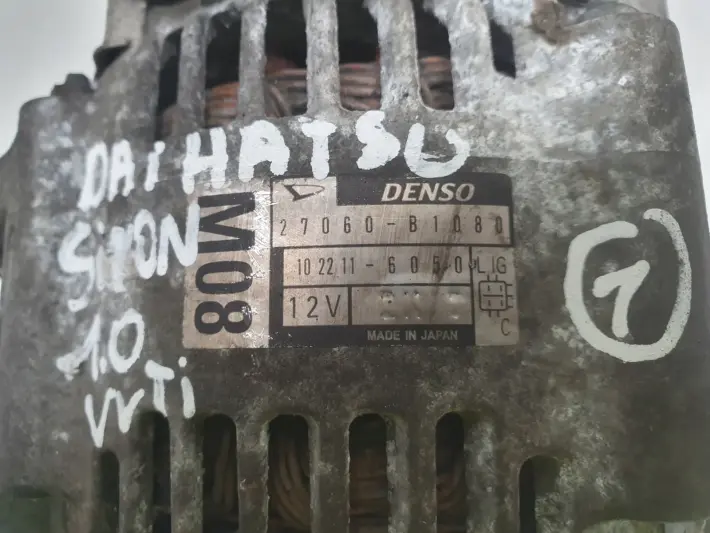 DAIHATSU
SiRiON
1.0
VVTi
M08
DENSO
27060-B1080
102211-6050
L IG
C
12V
MADE IN JAPAN
1